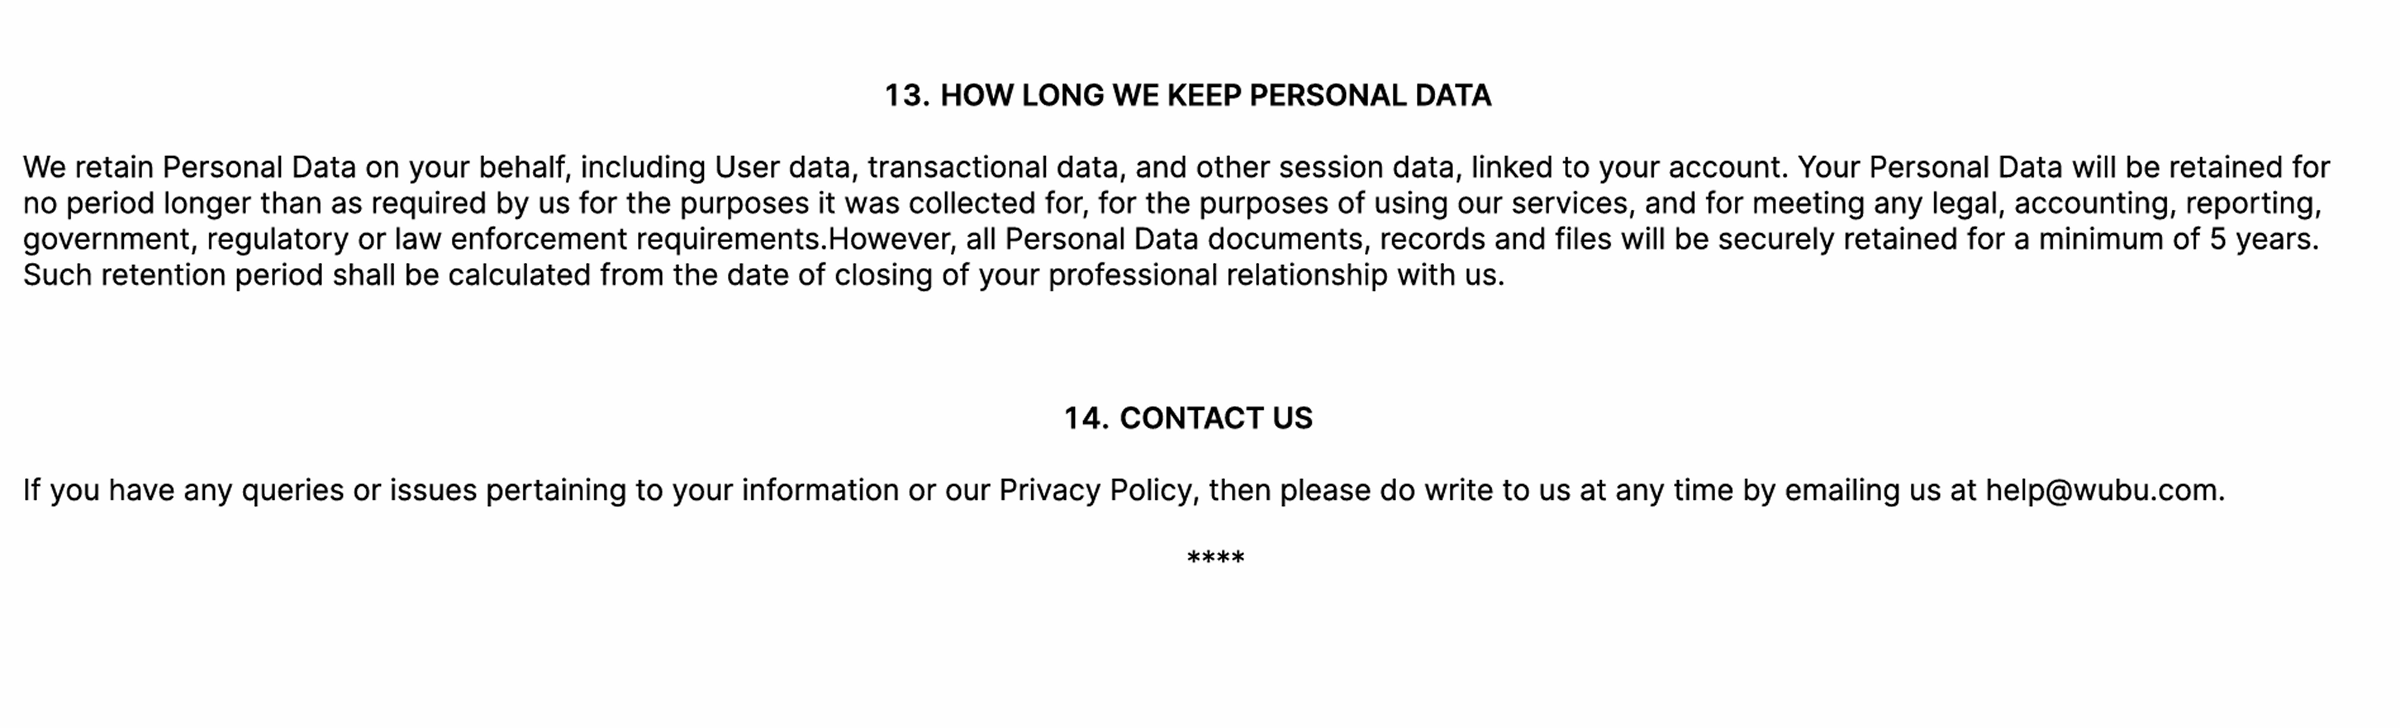 13. HOW LONG WE KEEP PERSONAL DATA
We retain Personal Data on your behalf, including User data, transactional data, and other session data, linked to your account. Your Personal Data will be retained for
no period longer than as required by us for the purposes it was collected for, for the purposes of using our services, and for meeting any legal, accounting, reporting,
government, regulatory or law enforcement requirements.However, all Personal Data documents, records and files will be securely retained for a minimum of 5 years.
Such retention period shall be calculated from the date of closing of your professional relationship with us.
14. CONTACT US
If you have any queries or issues pertaining to your information or our Privacy Policy, then please do write to us at any time by emailing us at help@wubu.com.
****